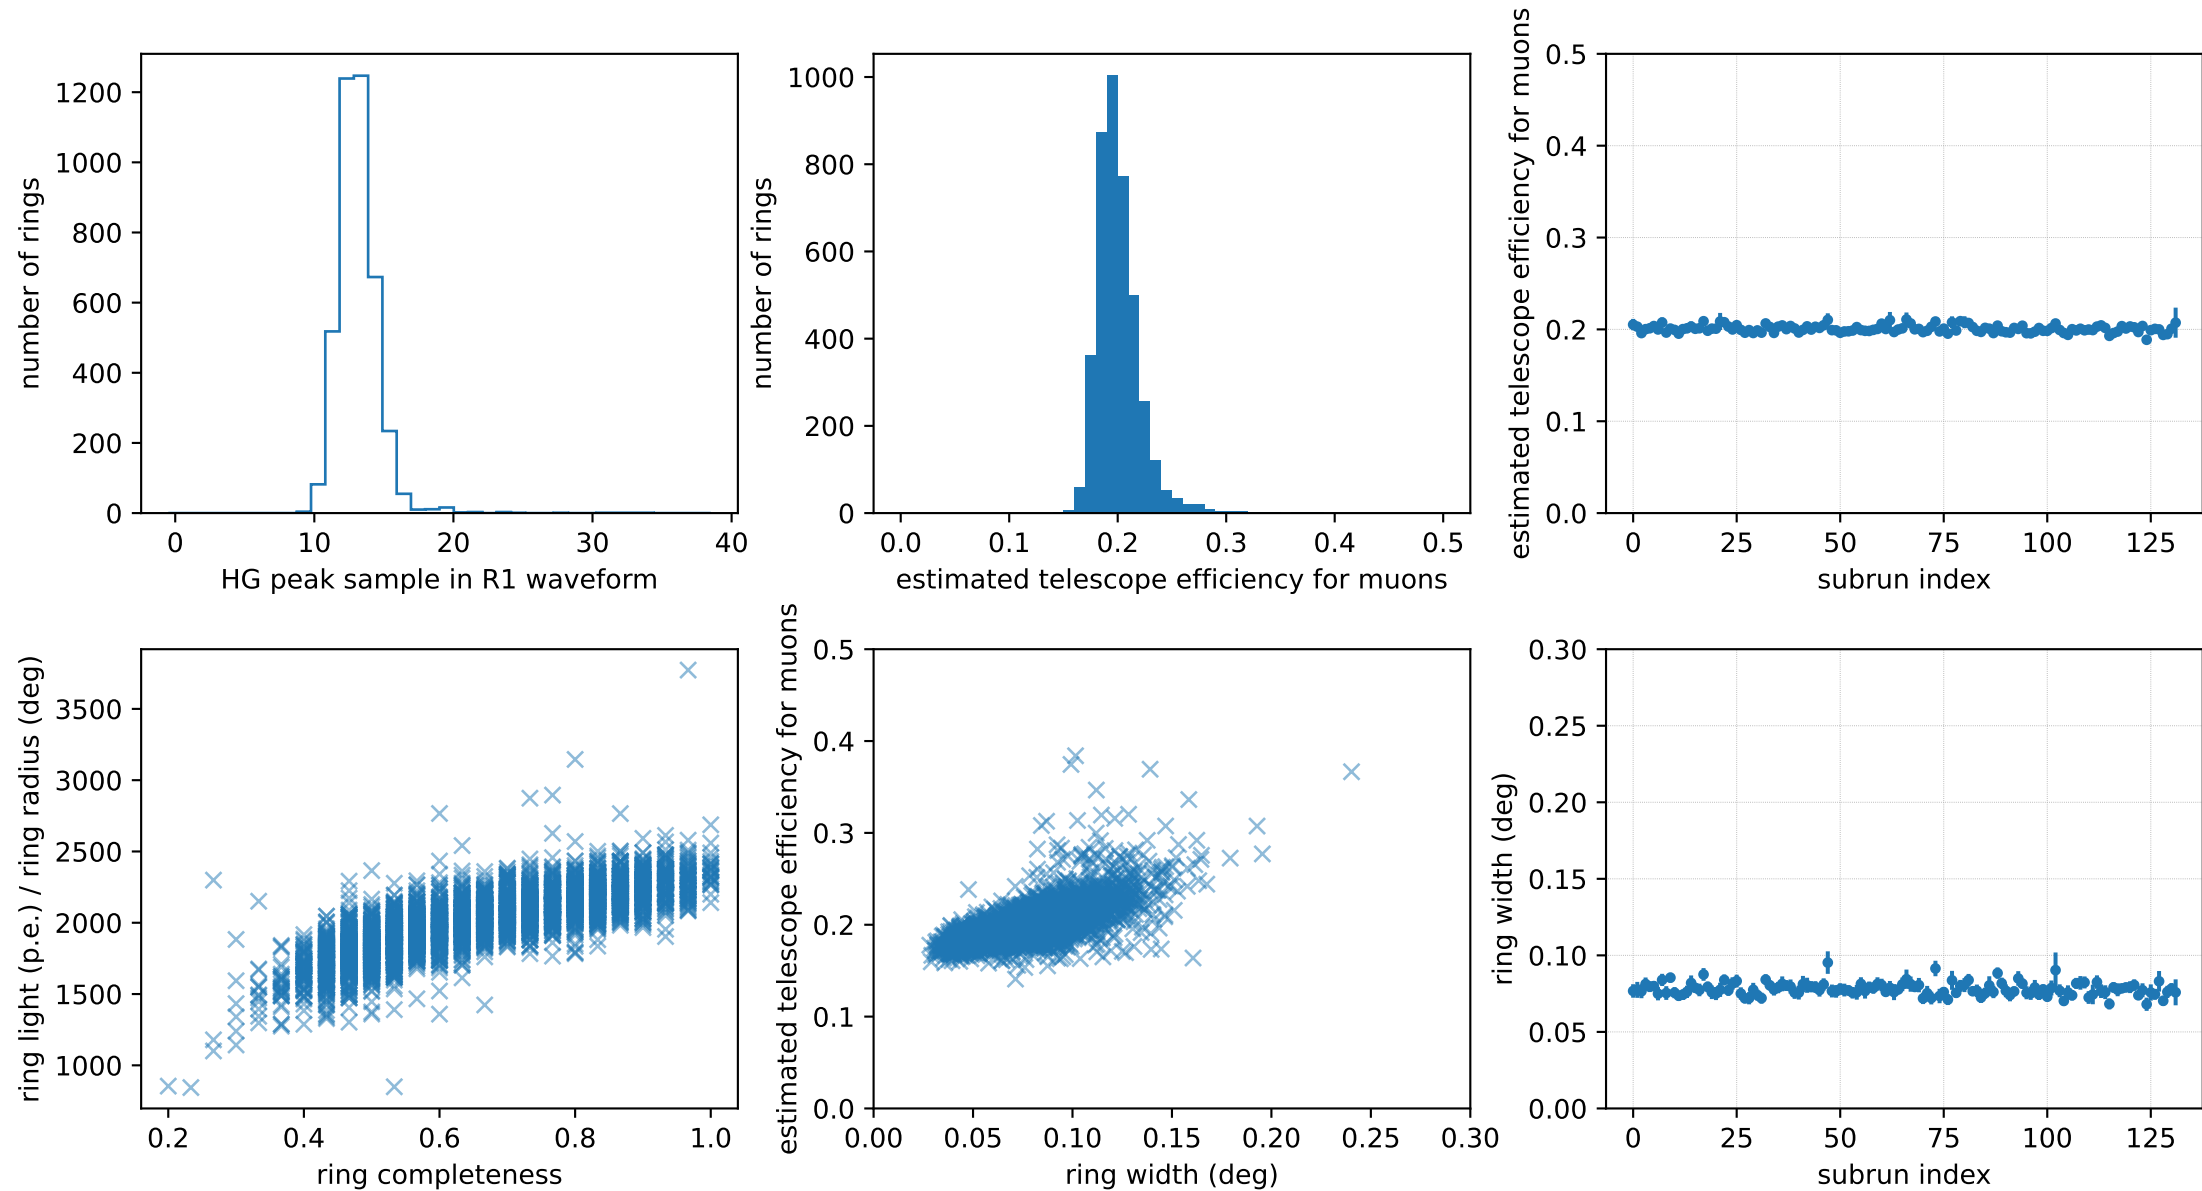 1200
1000
800
600
400
200
0
number of rings
0 10 20 30 40
HG peak sample in R1 waveform
1000
800
600
400
200
0
number of rings
0.0 0.1 0.2 0.3 0.4 0.5
estimated telescope efficiency for muons
0.5
0.4
0.3
0.2
0.1
0.0
estimated telescope efficiency for muons
0 25 50 75 100 125
subrun index
3500
3000
2500
2000
1500
1000
ring light (p.e.) / ring radius (deg)
0.2 0.4 0.6 0.8 1.0
ring completeness
0.5
0.4
0.3
0.2
0.1
0.0
estimated telescope efficiency for muons
0.00 0.05 0.10 0.15 0.20 0.25 0.30
ring width (deg)
0.30
0.25
0.20
0.15
0.10
0.05
0.00
ring width (deg)
0 25 50 75 100 125
subrun index